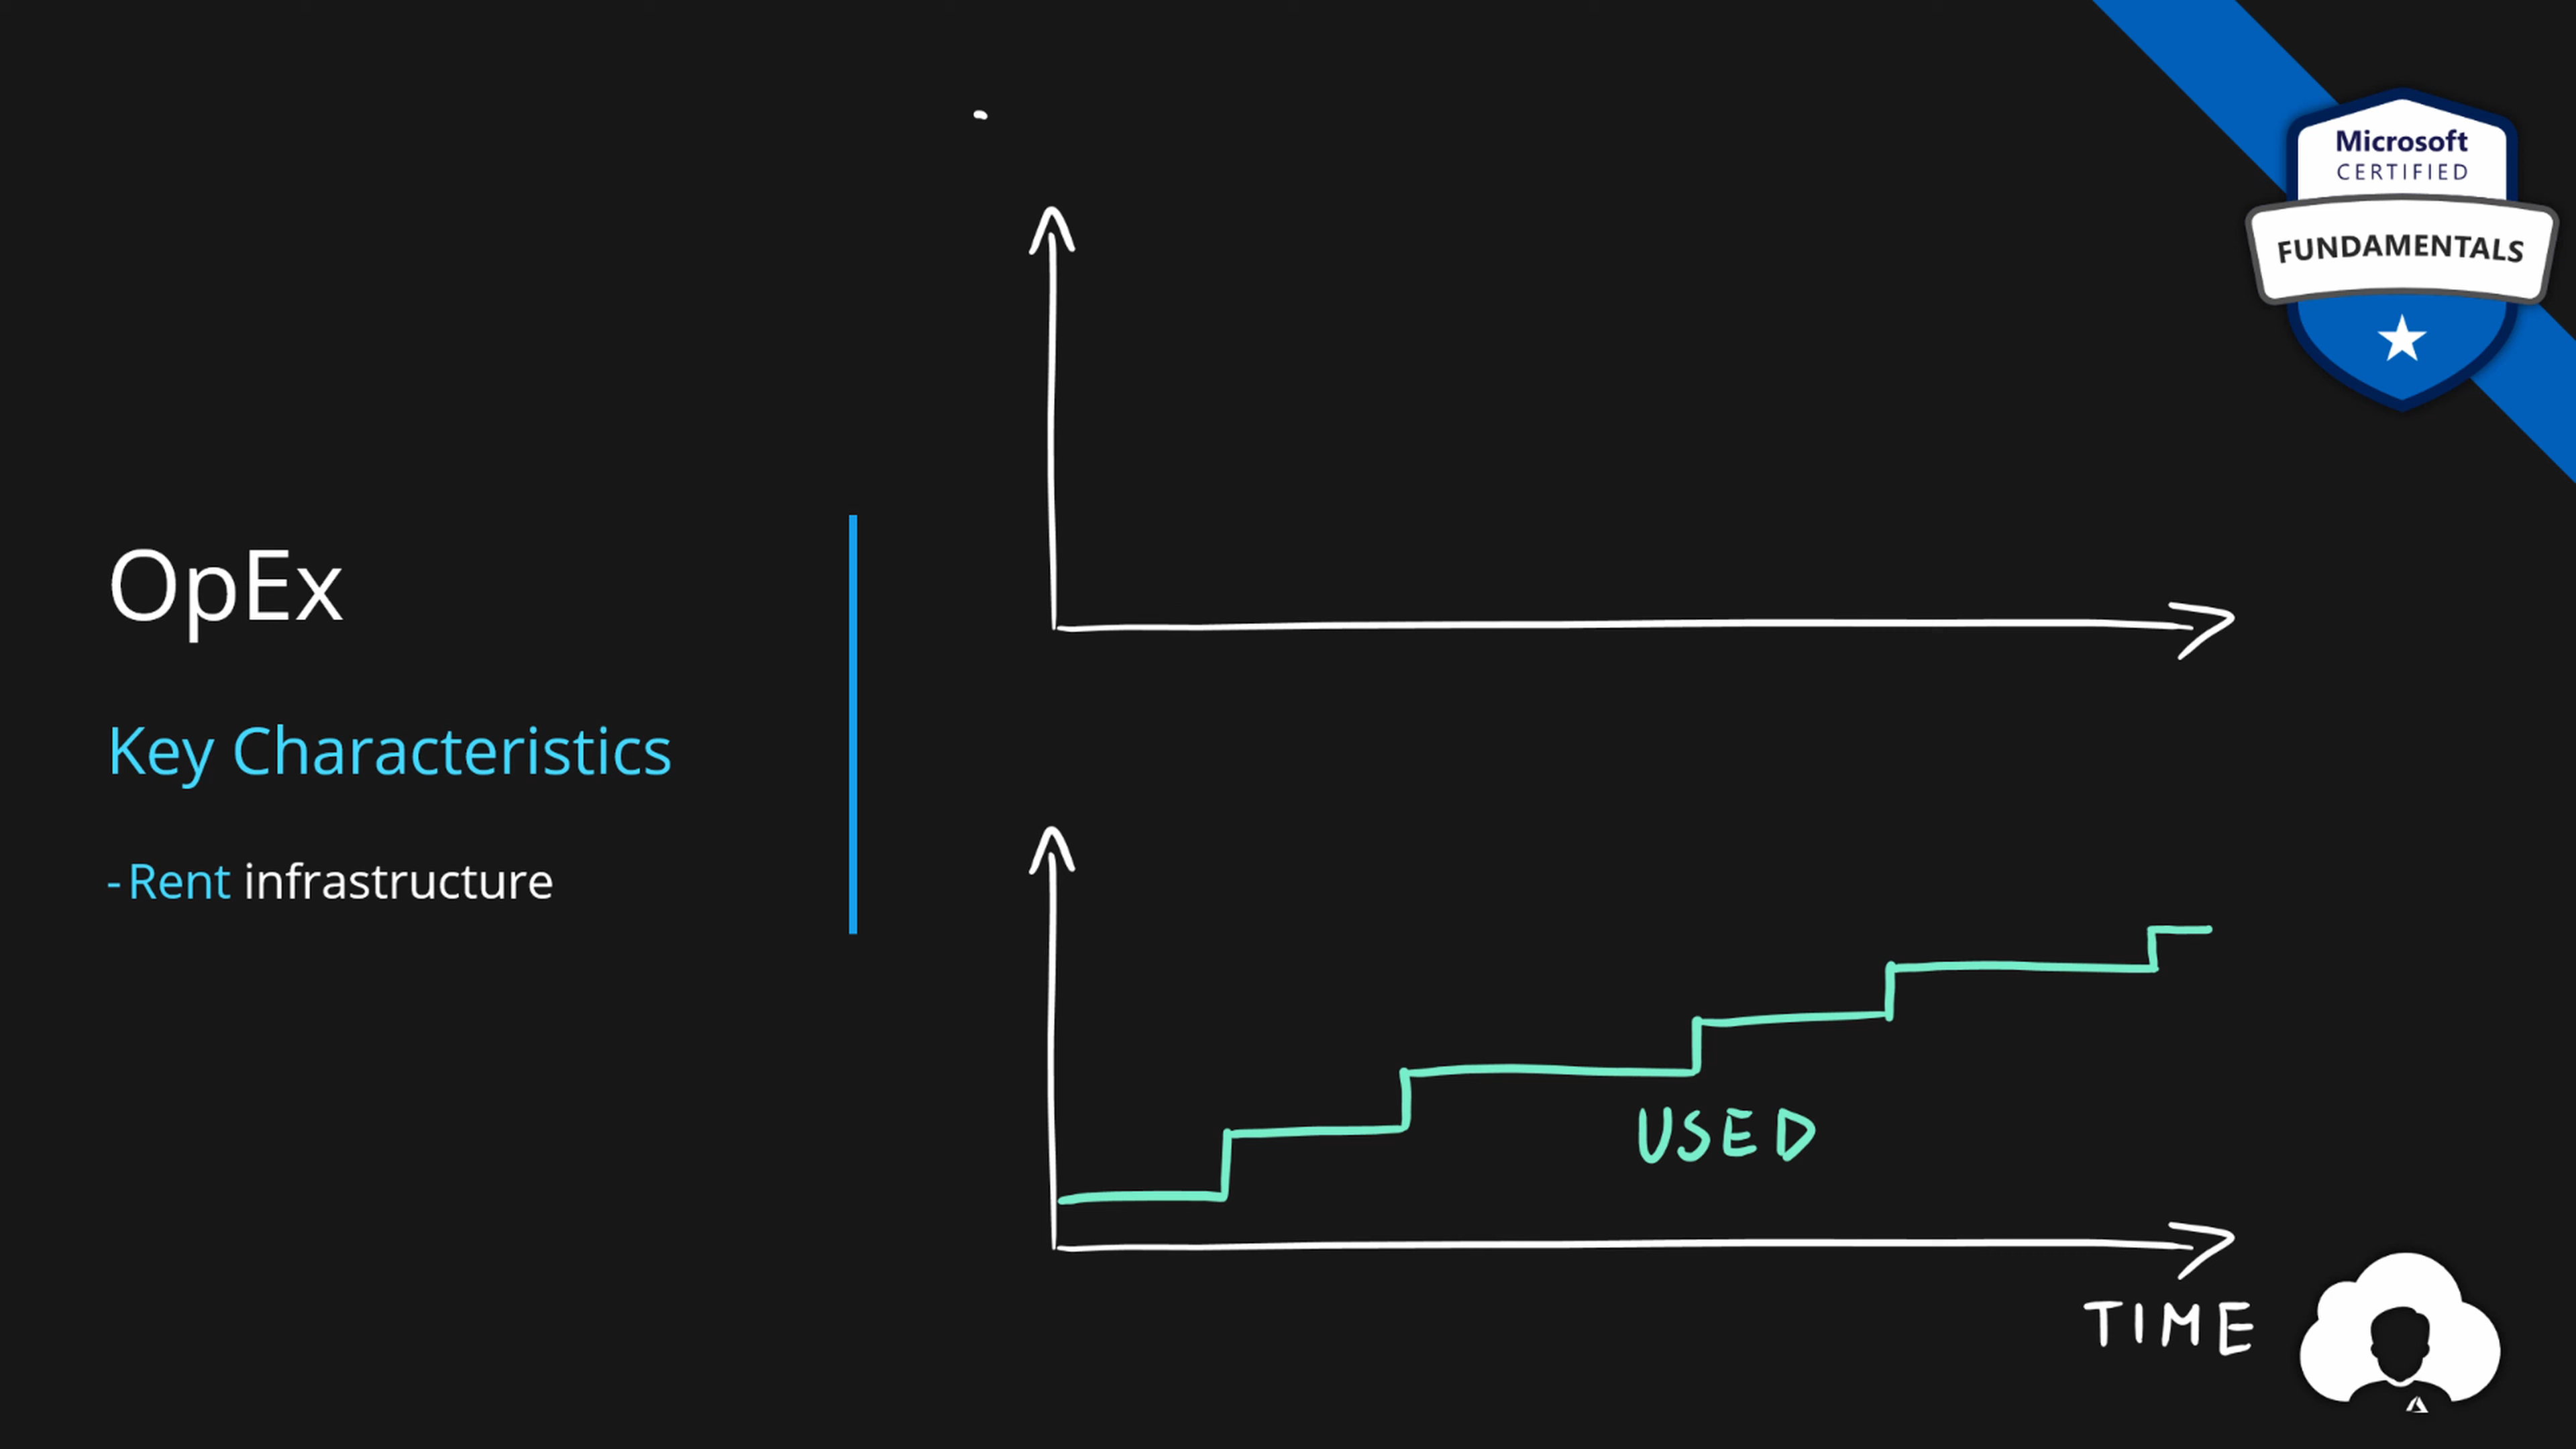 Microsoft
CERTIFIED
FUNDAMENTALS
OpEx
Key Characteristics
- Rent infrastructure
USED
TIME